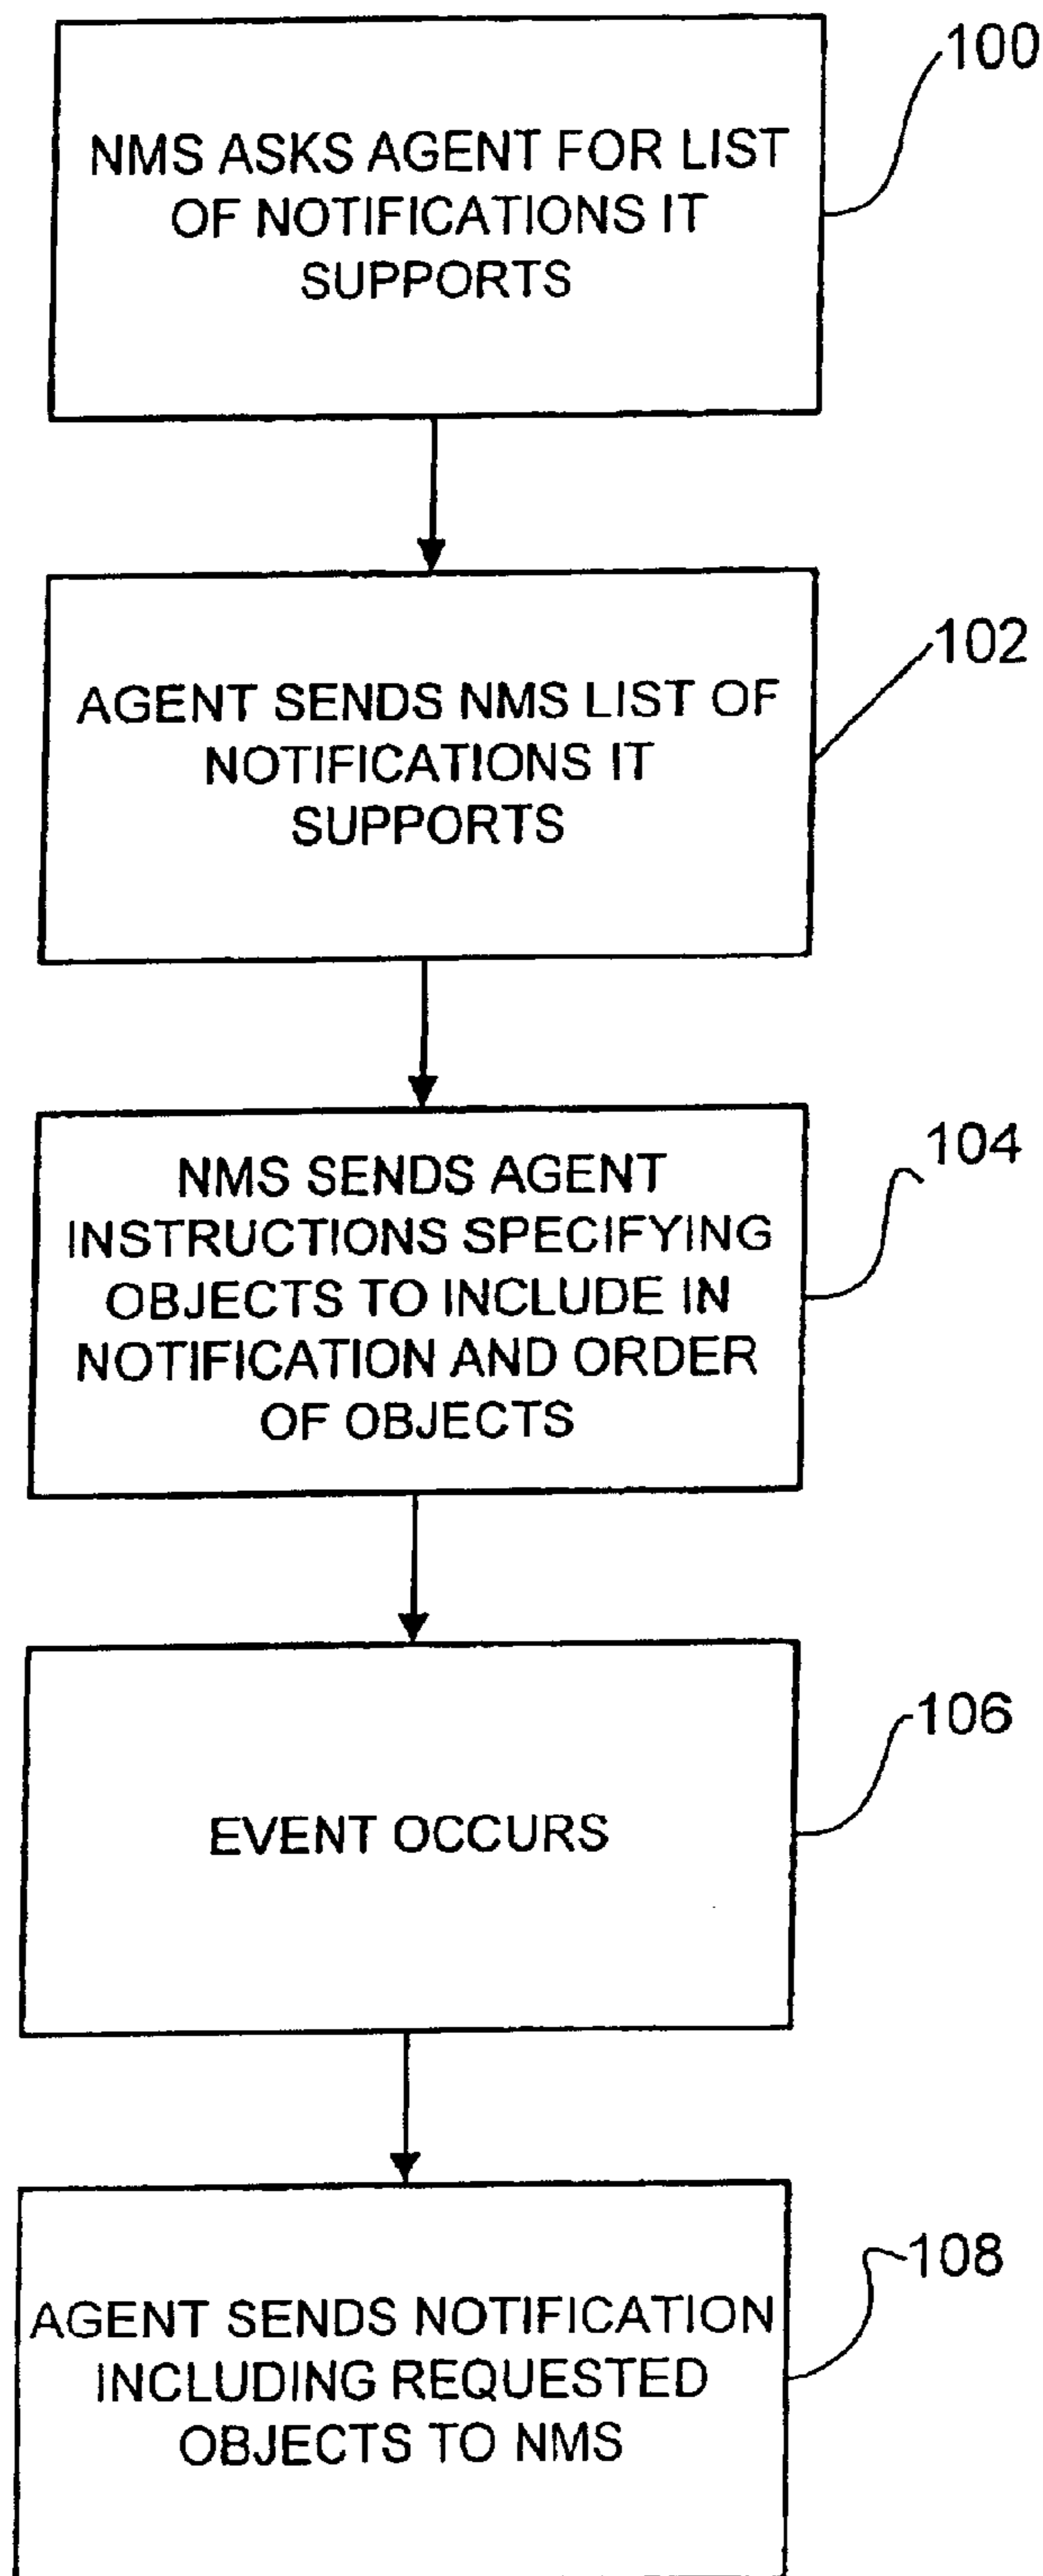 100
NMS ASKS AGENT FOR LIST
OF NOTIFICATIONS IT
SUPPORTS
102
AGENT SENDS NMS LIST OF
NOTIFICATIONS IT
SUPPORTS
104
NMS SENDS AGENT
INSTRUCTIONS SPECIFYING
OBJECTS TO INCLUDE IN
NOTIFICATION AND ORDER
OF OBJECTS
106
EVENT OCCURS
108
AGENT SENDS NOTIFICATION
INCLUDING REQUESTED
OBJECTS TO NMS